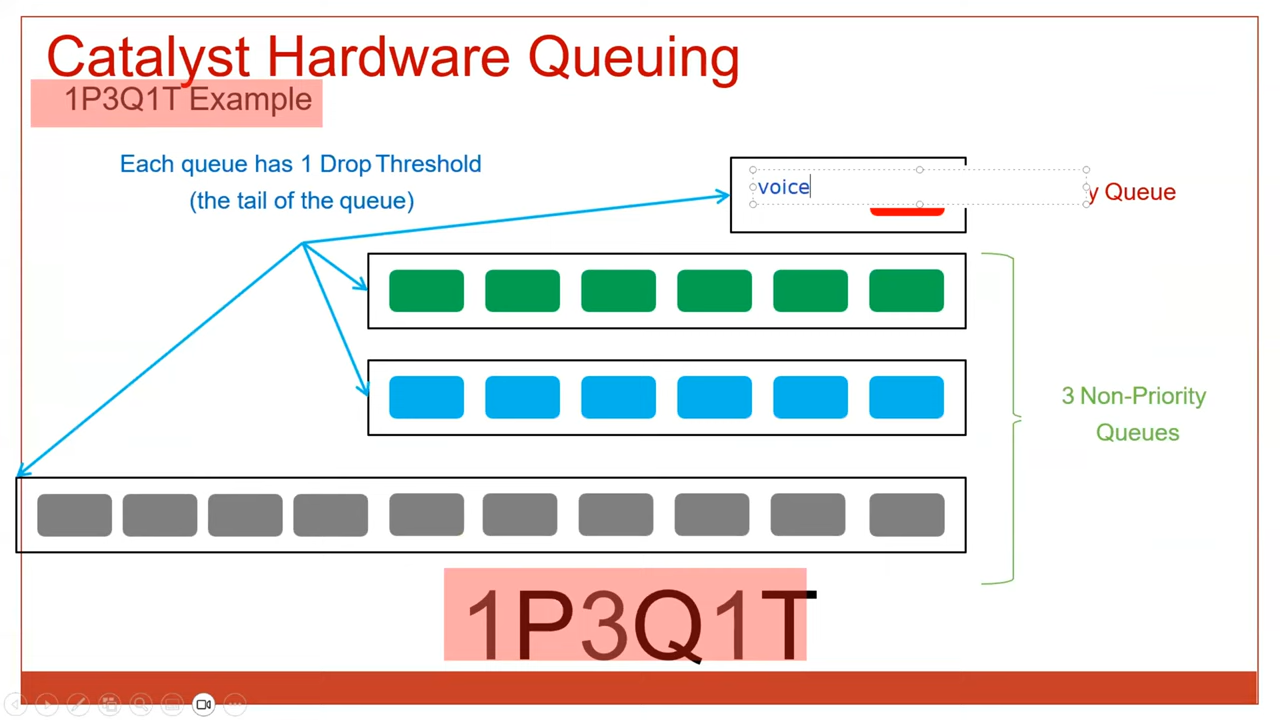 Catalyst Hardware Queuing
1P3Q1T Example
Each queue has 1 Drop Threshold
(the tail of the queue)
voice
y Queue
3 Non-Priority
Queues
1P3Q1T